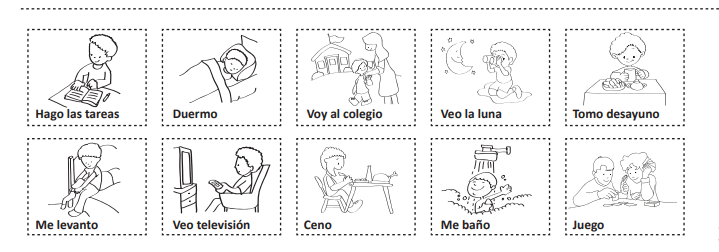 Hago las tareas
Duermo
Voy al colegio
Veo la luna
Tomo desayuno
Me levanto
Veo televisión
Ceno
Me baño
Juego